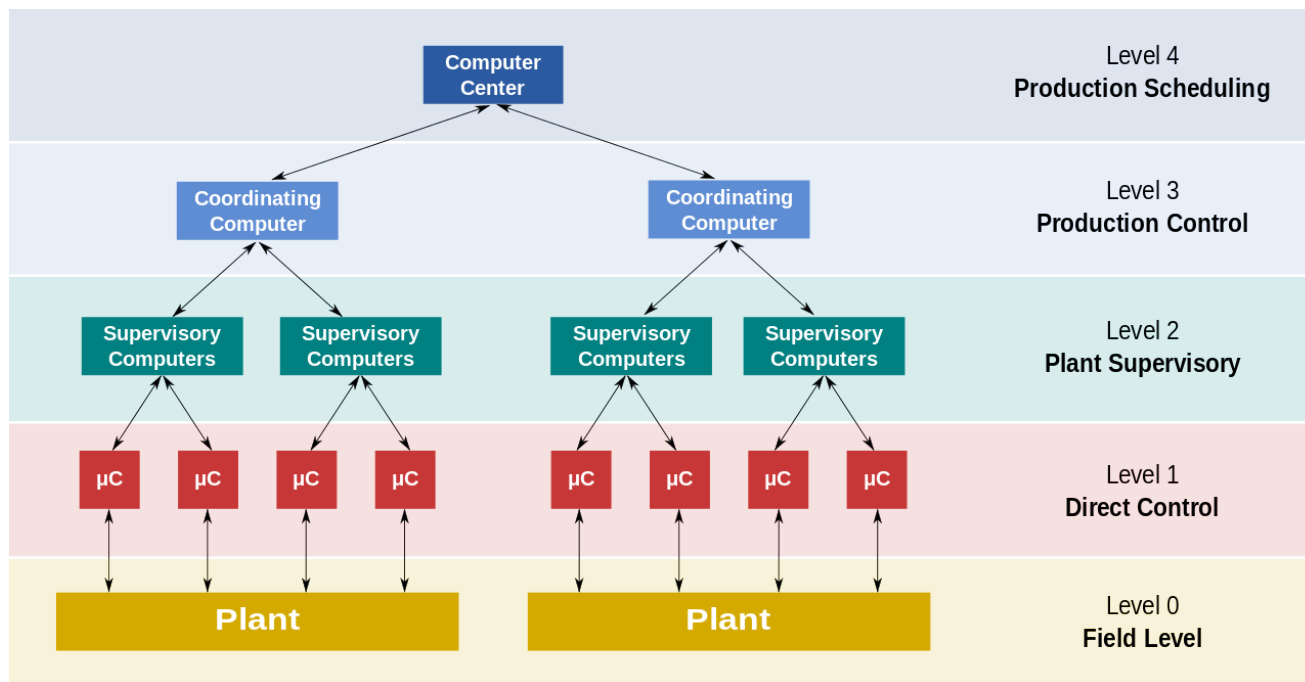 Computer
Center
Level 4
Production Scheduling
Coordinating
Computer
Coordinating
Computer
Level 3
Production Control
Supervisory
Computers
Supervisory
Computers
Supervisory
Computers
Supervisory
Computers
Level 2
Plant Supervisory
µC
µC
µC
µC
µC
µC
µC
µC
Level 1
Direct Control
Plant
Plant
Level 0
Field Level